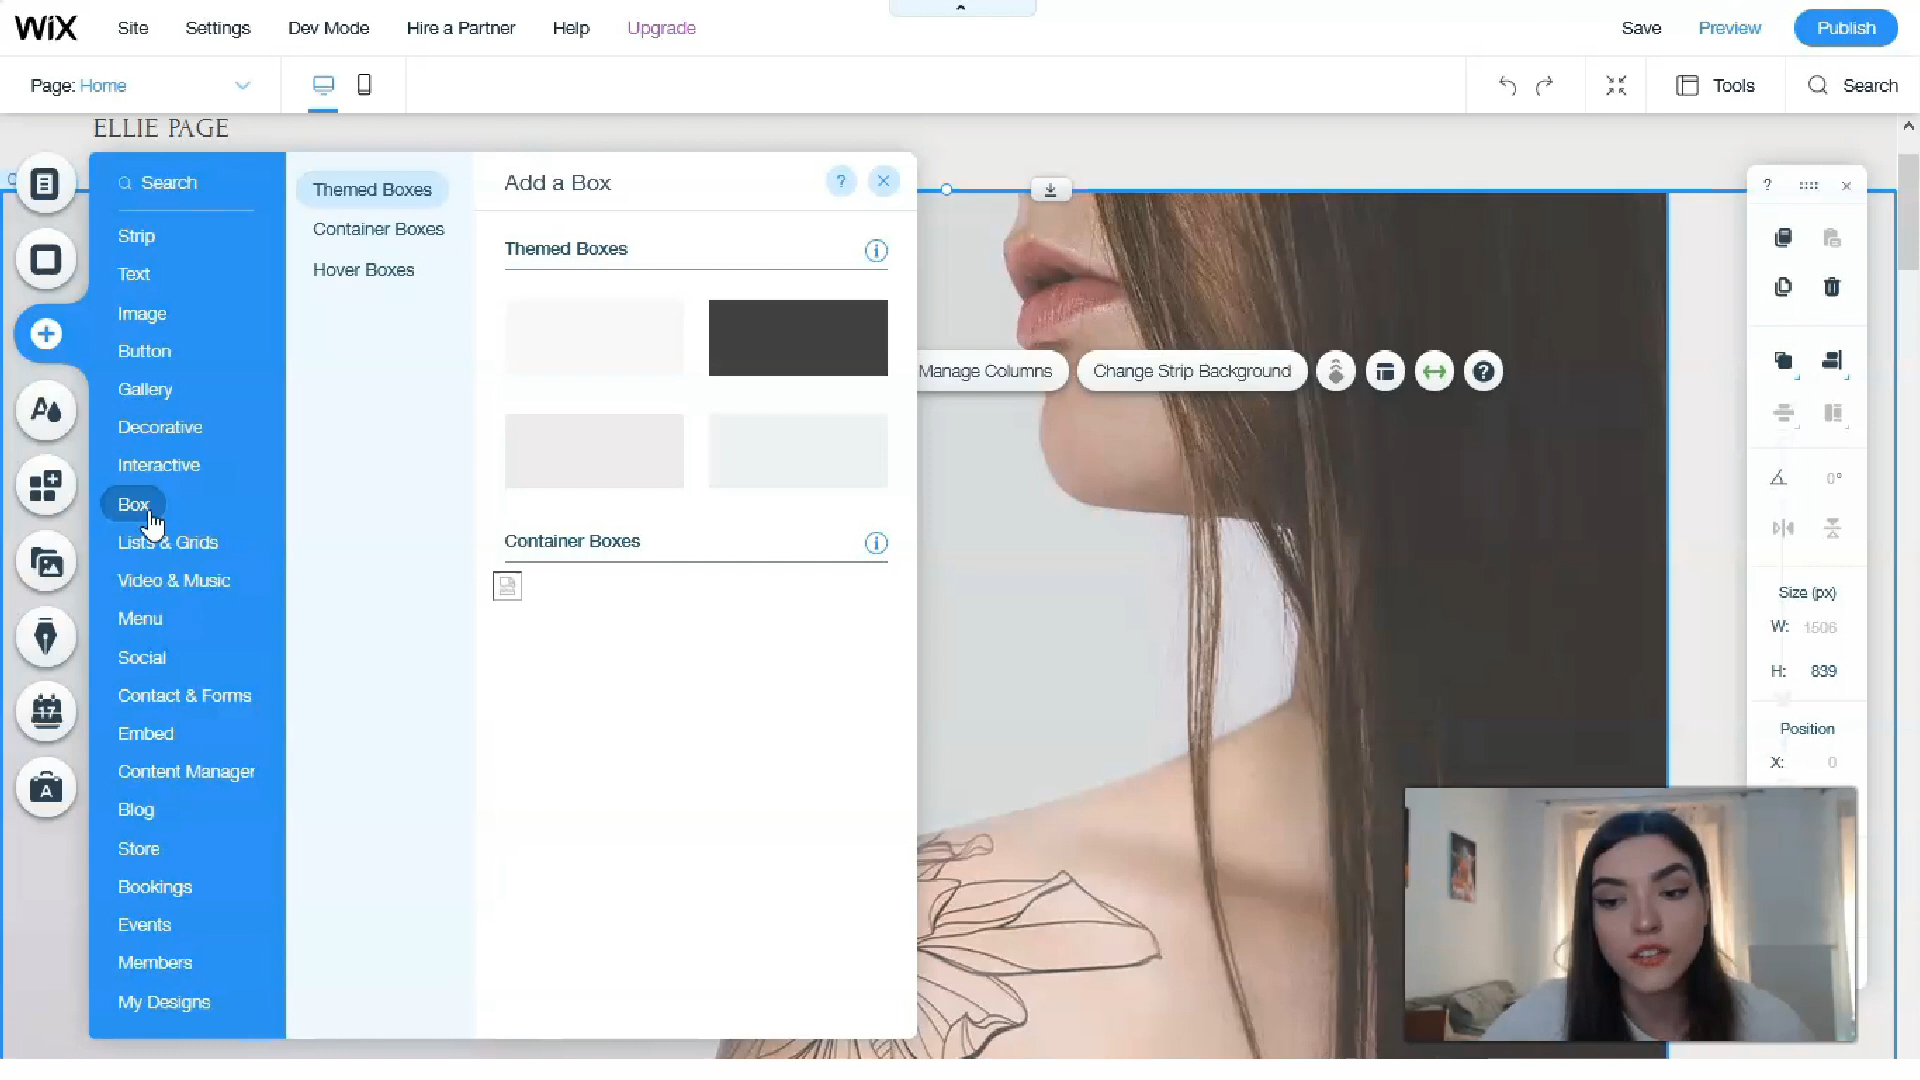 WiX
Site
Settings
Dev Mode
Hire a Partner
Help
Upgrade
Save
Preview
Publish
Page: Home
Tools
Search
ELLIE PAGE
Search
Strip
Text
Image
Button
Gallery
Decorative
Interactive
Box
Lists & Grids
Video & Music
Menu
Social
Contact & Forms
Embed
Content Manager
Blog
Store
Bookings
Events
Members
My Designs
Themed Boxes
Container Boxes
Hover Boxes
Add a Box
?
Themed Boxes
Container Boxes
Manage Columns
Change Strip Background
?
?
0°
Size (px)
W: 1506
H: 839
Position
X: 0
17
A
A